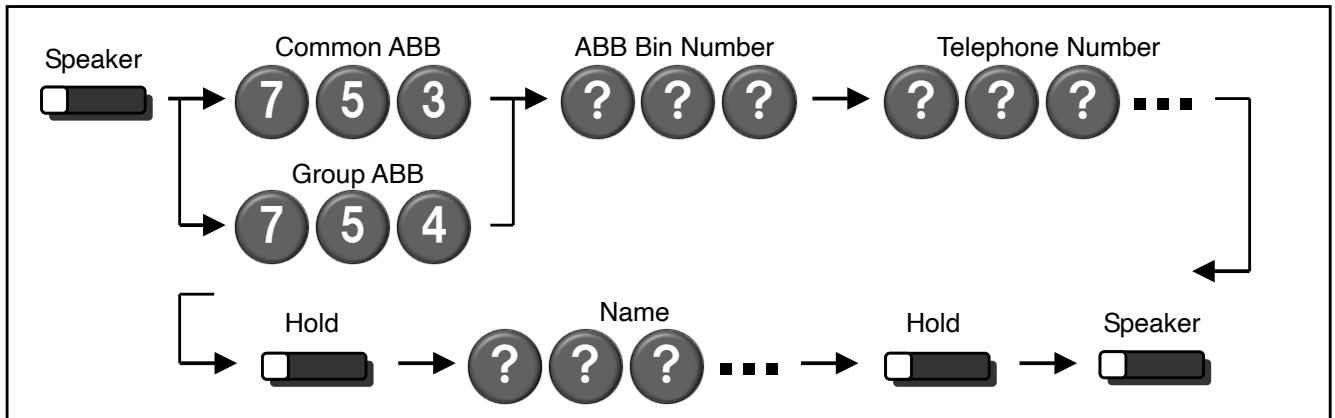 Speaker
Common ABB
7 5 3
ABB Bin Number
? ? ?
Telephone Number
? ? ? ...
Group ABB
7 5 4
Hold
Name
? ? ? ...
Hold
Speaker